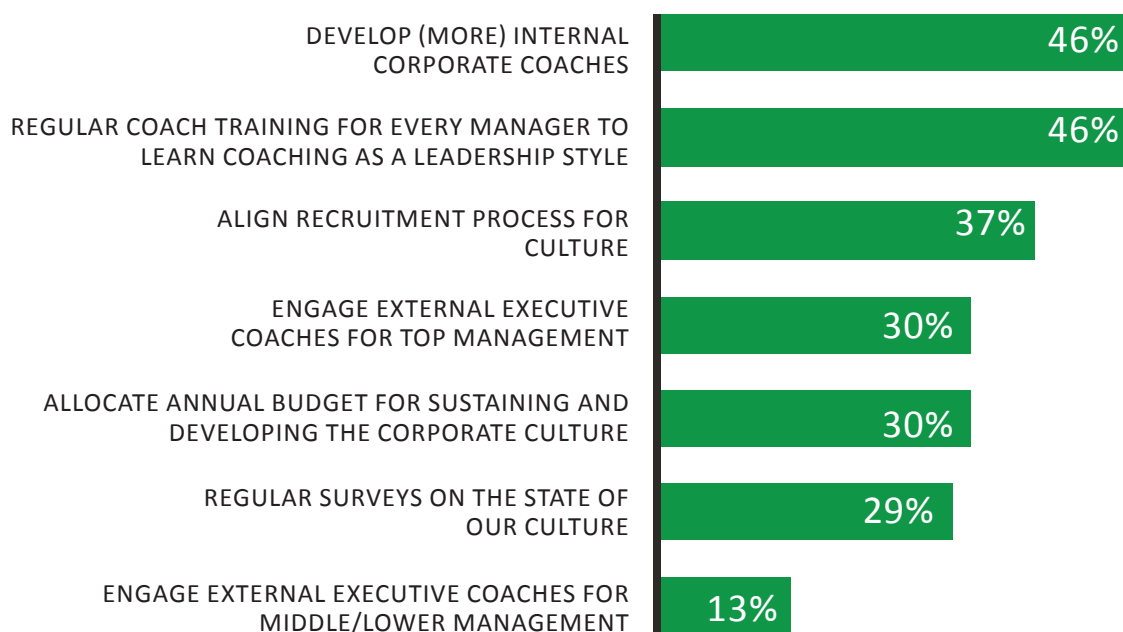 DEVELOP (MORE) INTERNAL
CORPORATE COACHES
46%
REGULAR COACH TRAINING FOR EVERY MANAGER TO
LEARN COACHING AS A LEADERSHIP STYLE
46%
ALIGN RECRUITMENT PROCESS FOR
CULTURE
37%
ENGAGE EXTERNAL EXECUTIVE
COACHES FOR TOP MANAGEMENT
30%
ALLOCATE ANNUAL BUDGET FOR SUSTAINING AND
DEVELOPING THE CORPORATE CULTURE
30%
REGULAR SURVEYS ON THE STATE OF
OUR CULTURE
29%
ENGAGE EXTERNAL EXECUTIVE COACHES FOR
MIDDLE/LOWER MANAGEMENT
13%